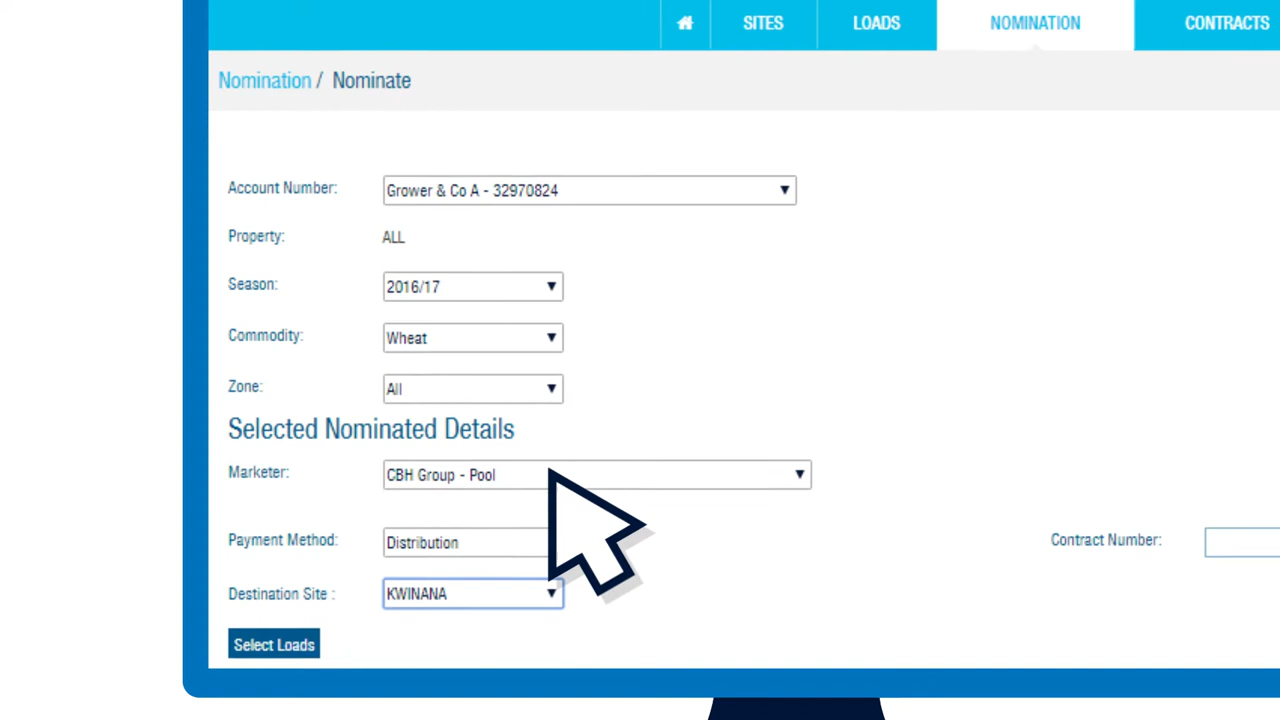 SITES LOADS NOMINATION CONTRACTS
Nomination / Nominate
Account Number: Grower & Co A - 32970824
Property: ALL
Season: 2016/17
Commodity: Wheat
Zone: All
Selected Nominated Details
Marketer: CBH Group - Pool
Payment Method: Distribution Contract Number:
Destination Site : KWINANA
Select Loads